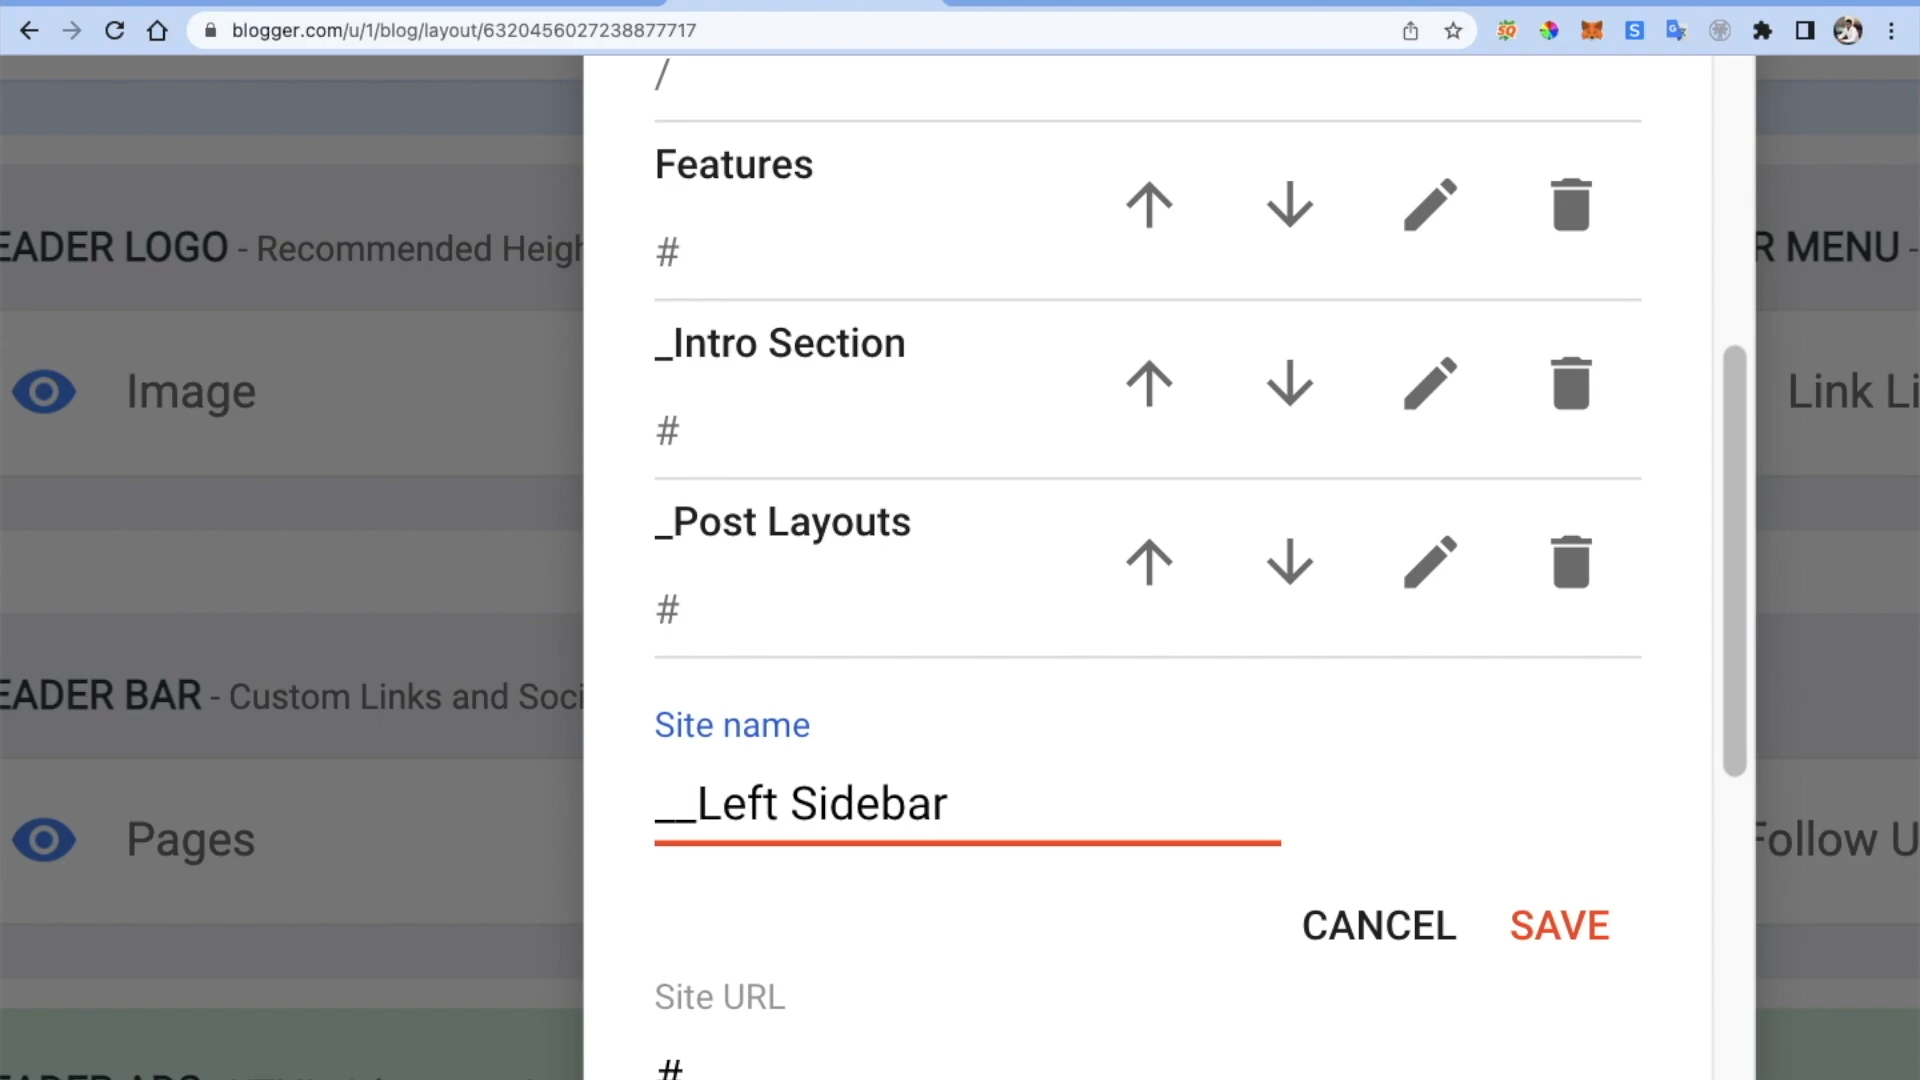 blogger.com/u/1/blog/layout/6320456027238877717
/
Features
#
EADER LOGO - Recommended Heigh
R MENU -
_Intro Section
#
Image
Link Li
_Post Layouts
#
EADER BAR - Custom Links and Soci
Site name
__Left Sidebar
Pages
Follow U
CANCEL SAVE
Site URL
#